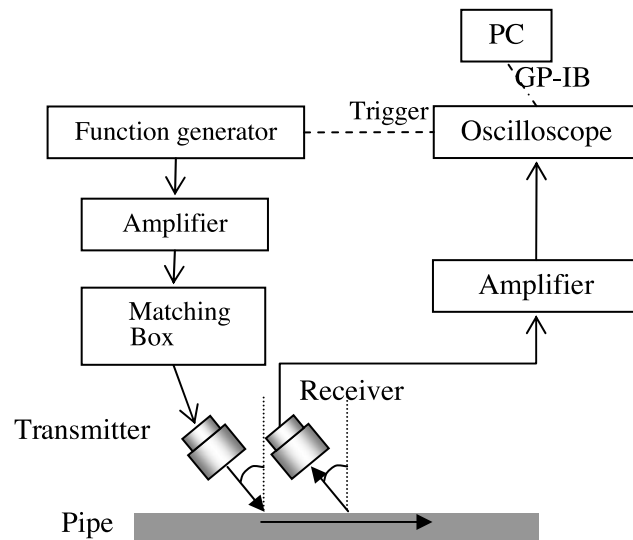 PC
GP-IB
Trigger
Function generator
Oscilloscope
Amplifier
Amplifier
Matching
Box
Receiver
Transmitter
Pipe